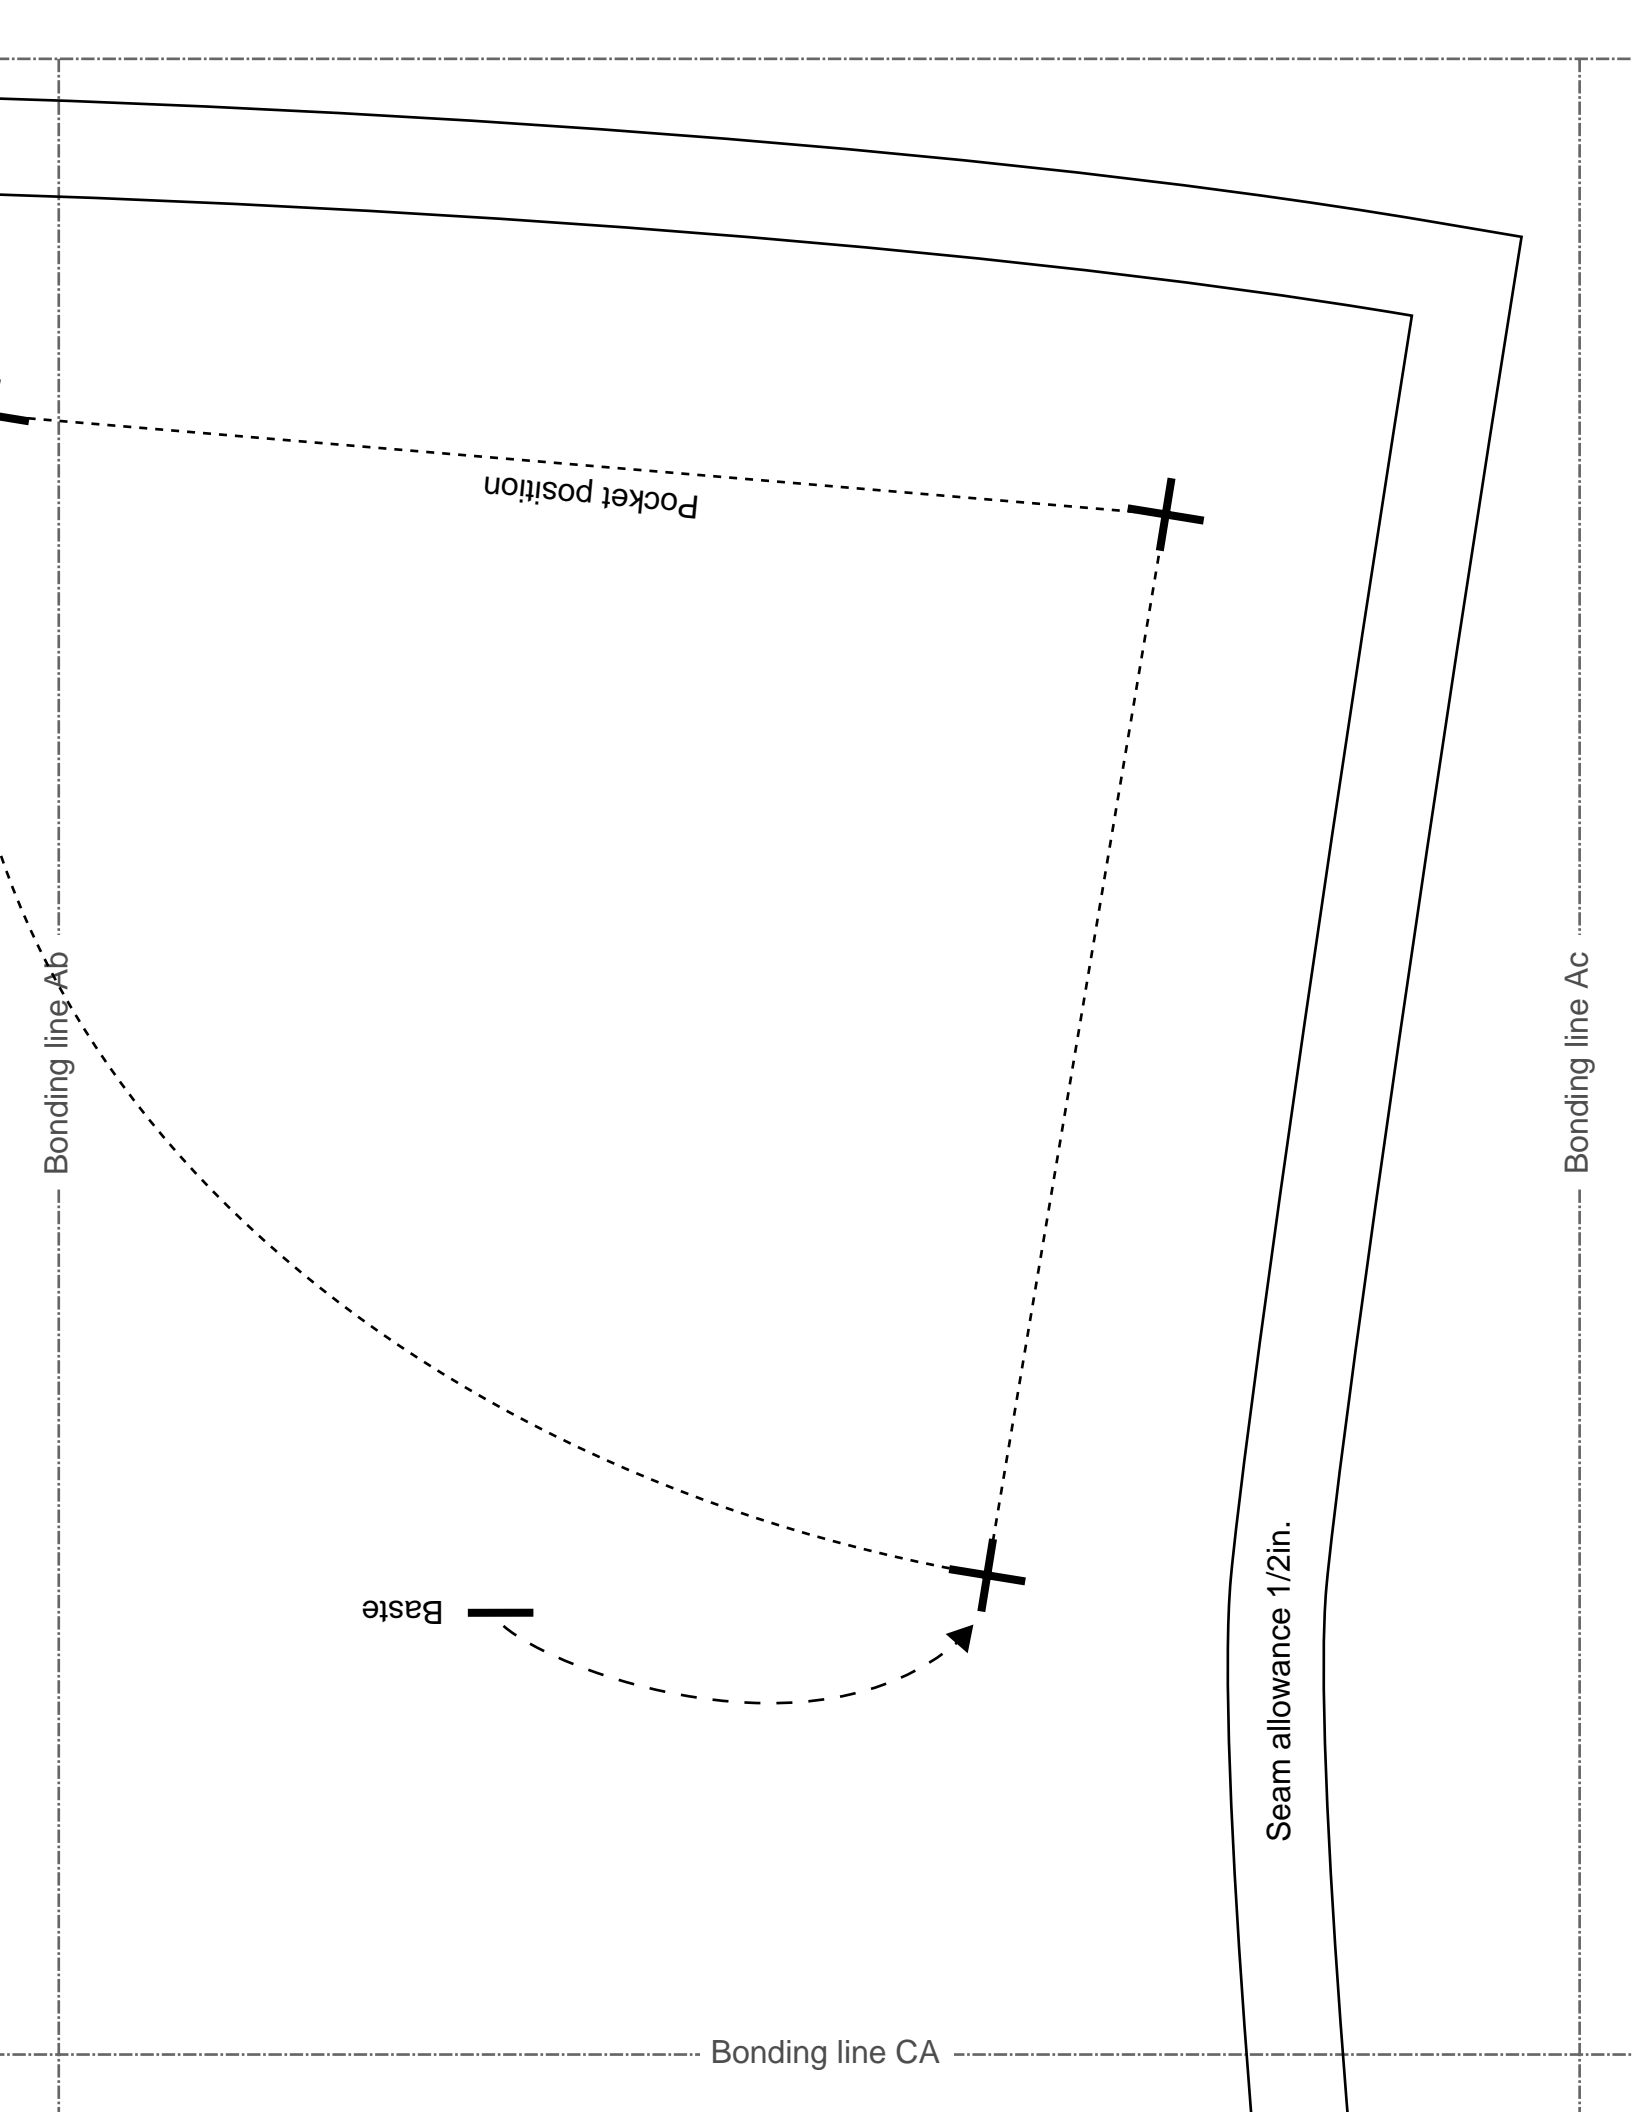 Pocket position
Bonding line Ab
Bonding line Ac
Baste
Seam allowance 1/2in.
Bonding line CA